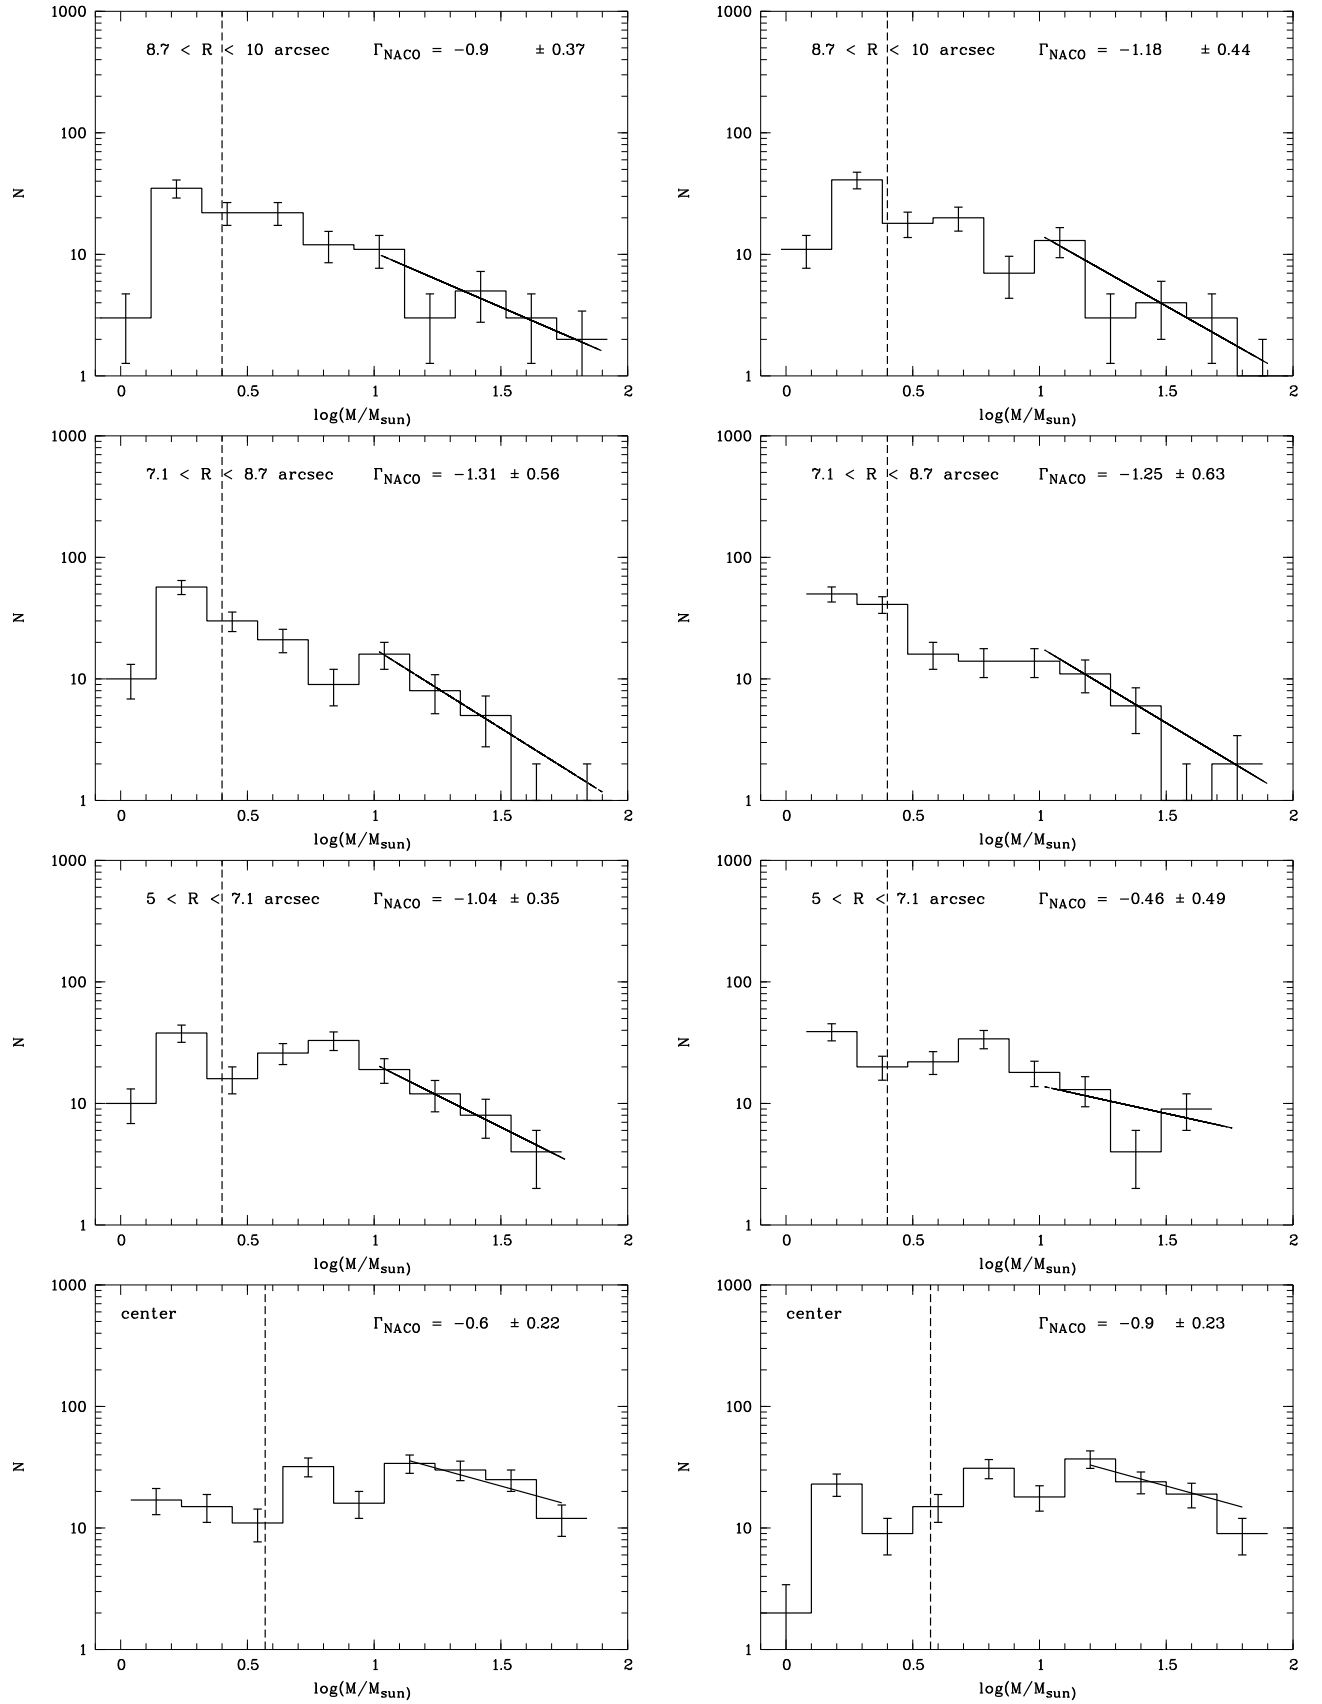 1000
8.7 < R < 10 arcsec Γ_NACO = −0.9 ± 0.37
100
N
10
1
0 0.5 1 1.5 2
log(M/M_sun)
1000
8.7 < R < 10 arcsec Γ_NACO = −1.18 ± 0.44
100
N
10
1
0 0.5 1 1.5 2
log(M/M_sun)
1000
7.1 < R < 8.7 arcsec Γ_NACO = −1.31 ± 0.56
100
N
10
1
0 0.5 1 1.5 2
log(M/M_sun)
1000
7.1 < R < 8.7 arcsec Γ_NACO = −1.25 ± 0.63
100
N
10
1
0 0.5 1 1.5 2
log(M/M_sun)
1000
5 < R < 7.1 arcsec Γ_NACO = −1.04 ± 0.35
100
N
10
1
0 0.5 1 1.5 2
log(M/M_sun)
1000
5 < R < 7.1 arcsec Γ_NACO = −0.46 ± 0.49
100
N
10
1
0 0.5 1 1.5 2
log(M/M_sun)
1000
center Γ_NACO = −0.6 ± 0.22
100
N
10
1
0 0.5 1 1.5 2
log(M/M_sun)
1000
center Γ_NACO = −0.9 ± 0.23
100
N
10
1
0 0.5 1 1.5 2
log(M/M_sun)